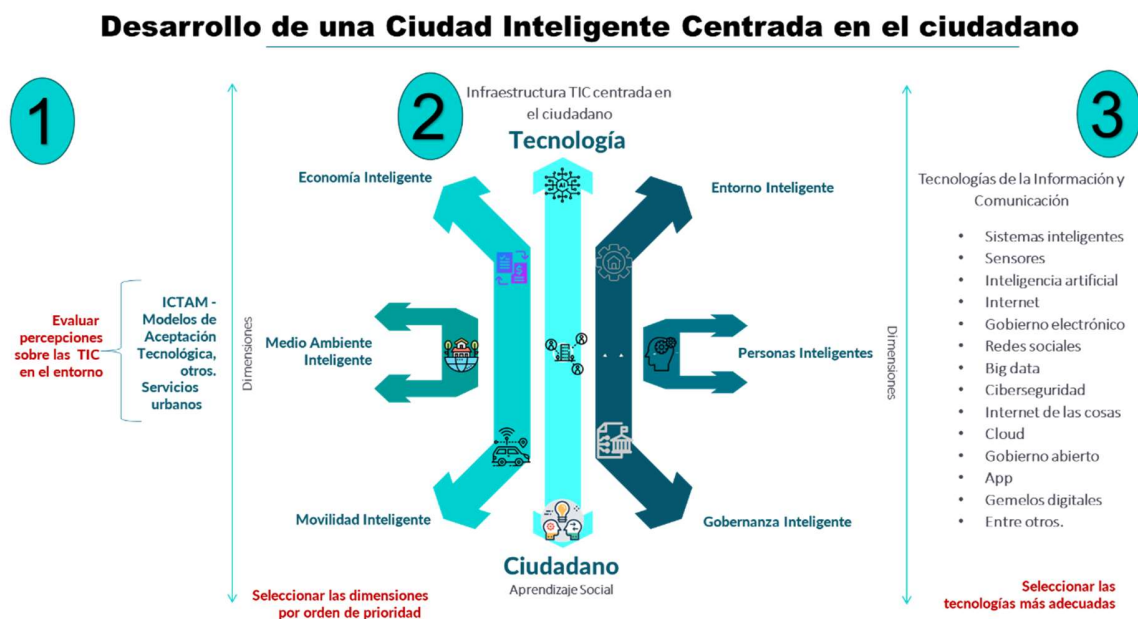 Desarrollo de una Ciudad Inteligente Centrada en el ciudadano
1
Evaluar
percepciones
sobre las TIC
en el entorno
ICTAM -
Modelos de
Aceptación
Tecnológica,
otros.
Servicios
urbanos
Dimensiones
2
Infraestructura TIC centrada en
el ciudadano
Tecnología
AI
Economía Inteligente
Entorno Inteligente
Medio Ambiente
Inteligente
Personas Inteligentes
Movilidad Inteligente
Gobernanza Inteligente
Ciudadano
Aprendizaje Social
Seleccionar las dimensiones
por orden de prioridad
Dimensiones
3
Tecnologías de la Información y
Comunicación
• Sistemas inteligentes
• Sensores
• Inteligencia artificial
• Internet
• Gobierno electrónico
• Redes sociales
• Big data
• Ciberseguridad
• Internet de las cosas
• Cloud
• Gobierno abierto
• App
• Gemelos digitales
• Entre otros.
Seleccionar las
tecnologías más adecuadas